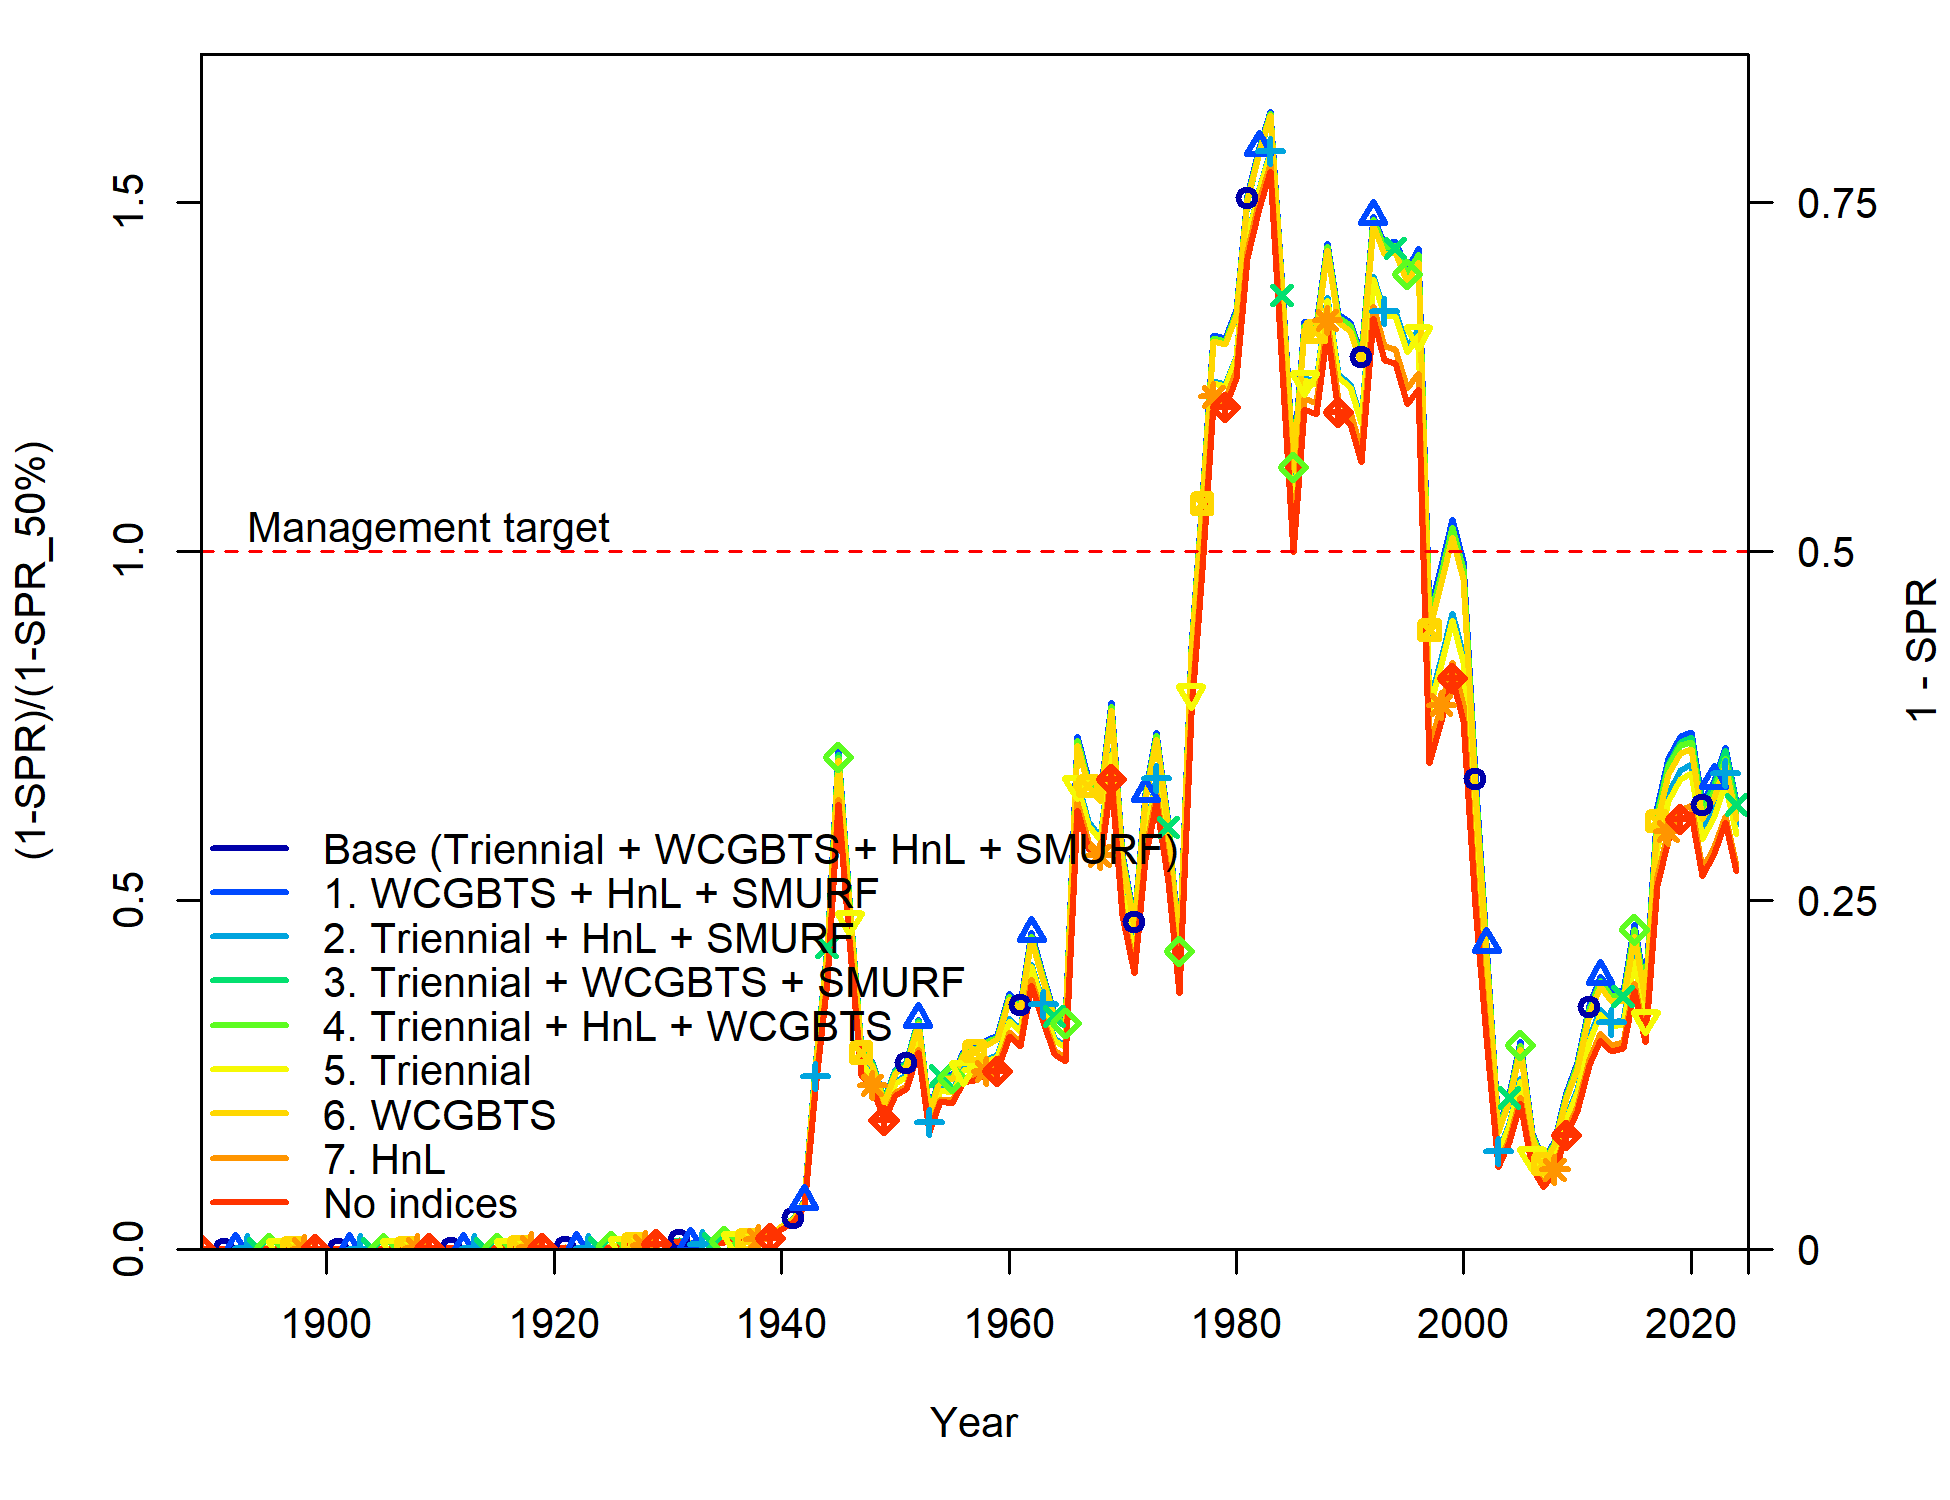 1.5
1.0
0.5
0.0
(1-SPR)/(1-SPR_50%)
0.75
0.5
0.25
0
1 - SPR
Management target
Base (Triennial + WCGBTS + HnL + SMURF)
1. WCGBTS + HnL + SMURF
2. Triennial + HnL + SMURF
3. Triennial + WCGBTS + SMURF
4. Triennial + HnL + WCGBTS
5. Triennial
6. WCGBTS
7. HnL
No indices
1900 1920 1940 1960 1980 2000 2020
Year